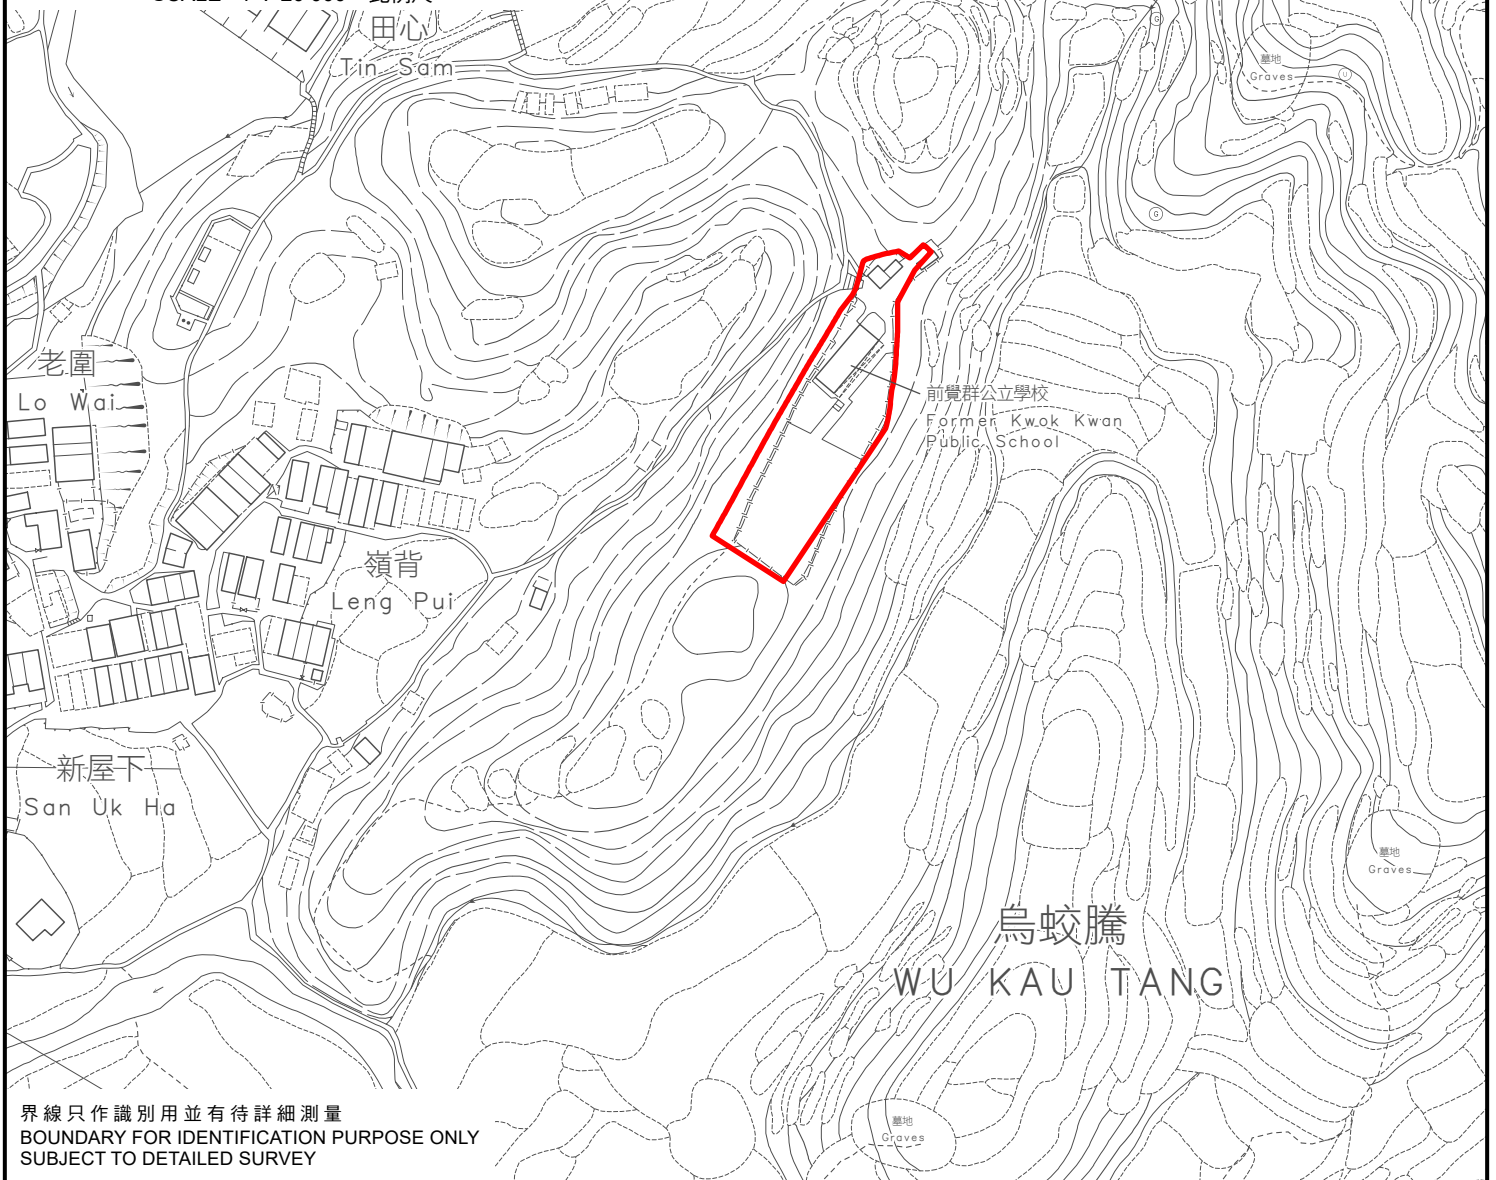 田心
Tin Sam
墓地
Graves
U
G
G
老圍
Lo Wai
前覺群公立學校
Former Kwok Kwan
Public School
嶺背
Leng Pui
新屋下
San Uk Ha
墓地
Graves
烏蛟騰
WU KAU TANG
墓地
Graves
界線只作識別用並有待詳細測量
BOUNDARY FOR IDENTIFICATION PURPOSE ONLY
SUBJECT TO DETAILED SURVEY